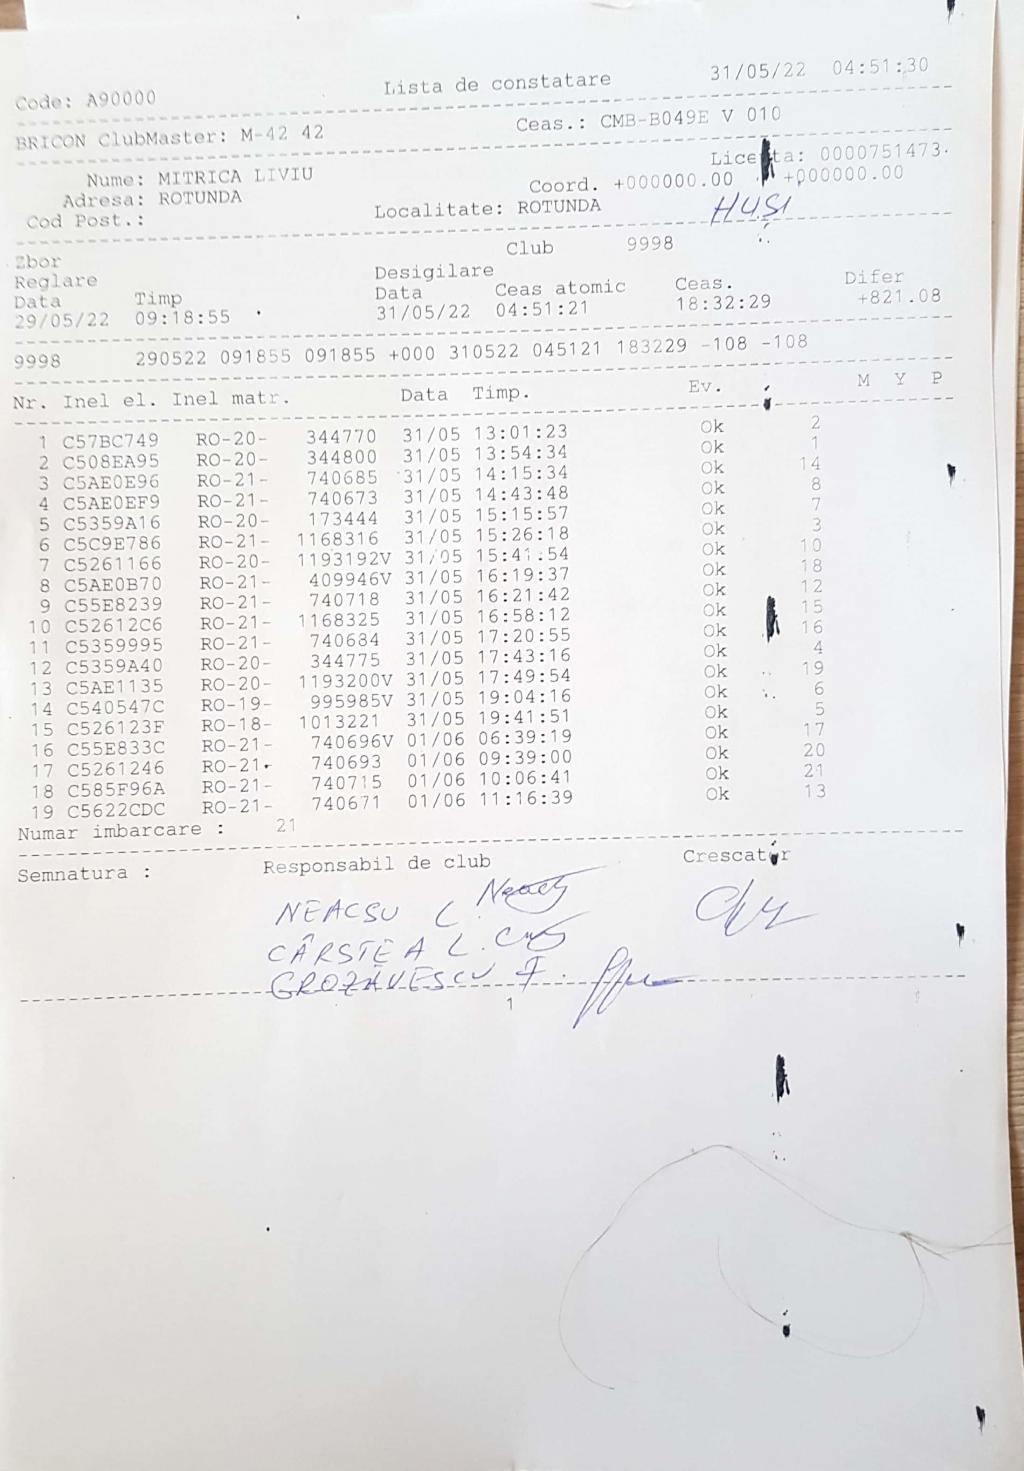 Code: A90000 Lista de constatare 31/05/22 04:51:30
BRICON ClubMaster: M-42 42 Ceas.: CMB-B049E V 010
Nume: MITRICA LIVIU Licenta: 0000751473.
Adresa: ROTUNDA Coord. +000000.00 +000000.00
Cod Post.: Localitate: ROTUNDA HUSI
Zbor Club 9998
Reglare Desigilare
Data Timp Data Ceas atomic Ceas. Difer
29/05/22 09:18:55 31/05/22 04:51:21 18:32:29 +821.08
9998 290522 091855 091855 +000 310522 045121 183229 -108 -108
Nr. Inel el. Inel matr. Data Timp. Ev. M Y P
1 C57BC749 RO-20- 344770 31/05 13:01:23 Ok 2
2 C508EA95 RO-20- 344800 31/05 13:54:34 Ok 1
3 C5AE0E96 RO-21- 740685 31/05 14:15:34 Ok 14
4 C5AE0EF9 RO-21- 740673 31/05 14:43:48 Ok 8
5 C5359A16 RO-20- 173444 31/05 15:15:57 Ok 7
6 C5C9E786 RO-21- 1168316 31/05 15:26:18 Ok 3
7 C5261166 RO-20- 1193192V 31/05 15:41:54 Ok 10
8 C5AE0B70 RO-21- 409946V 31/05 16:19:37 Ok 18
9 C55E8239 RO-21- 740718 31/05 16:21:42 Ok 12
10 C52612C6 RO-21- 1168325 31/05 16:58:12 Ok 15
11 C5359995 RO-21- 740684 31/05 17:20:55 Ok 16
12 C5359A40 RO-20- 344775 31/05 17:43:16 Ok 4
13 C5AE1135 RO-20- 1193200V 31/05 17:49:54 Ok 19
14 C540547C RO-19- 995985V 31/05 19:04:16 Ok 6
15 C526123F RO-18- 1013221 31/05 19:41:51 Ok 5
16 C55E833C RO-21- 740696V 01/06 06:39:19 Ok 17
17 C5261246 RO-21- 740693 01/06 09:39:00 Ok 20
18 C585F96A RO-21- 740715 01/06 10:06:41 Ok 21
19 C5622CDC RO-21- 740671 01/06 11:16:39 Ok 13
Numar imbarcare : 21
Semnatura : Responsabil de club Crescator
NEACSU L.
CÂRSTEA L.
GROZĂVESCU F.
1